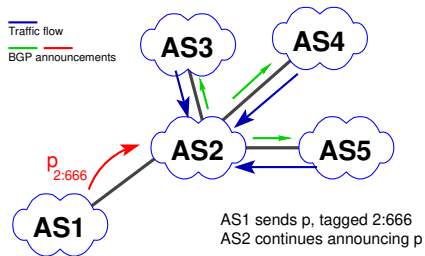 Traffic flow
BGP announcements
AS3
AS4
AS2
AS5
p 2:666
AS1
AS1 sends p, tagged 2:666
AS2 continues announcing p